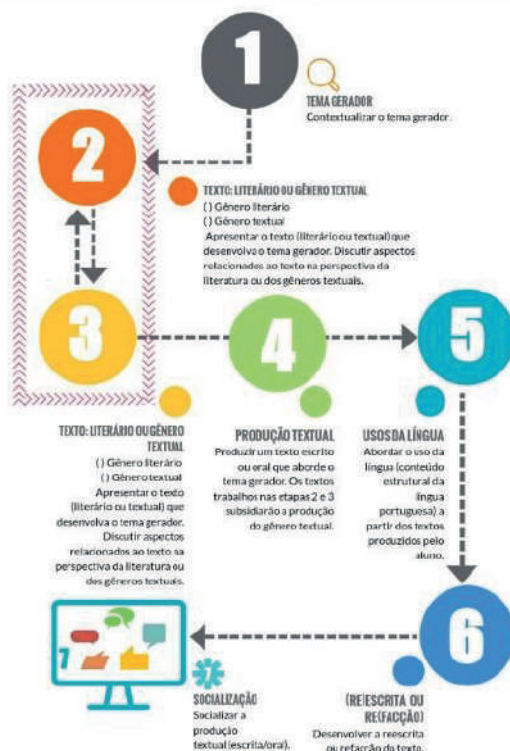 1
TEMA GERADOR
Contextualizar o tema gerador.
2
TEXTO: LITERÁRIO OU GÊNERO TEXTUAL
( ) Gênero literário
( ) Gênero textual
Apresentar o texto (literário ou textual) que
desenvolva o tema gerador. Discutir aspectos
relacionados ao texto na perspectiva da
literatura ou dos gêneros textuais.
3
TEXTO: LITERÁRIO OU GÊNERO
TEXTUAL
( ) Gênero literário
( ) Gênero textual
Apresentar o texto
(literário ou textual) que
desenvolva o tema gerador.
Discutir aspectos
relacionados ao texto na
perspectiva da literatura ou
dos gêneros textuais.
4
PRODUÇÃO TEXTUAL
Produzir um texto escrito
ou oral que aborde o
tema gerador. Os textos
trabalhos nas etapas 2 e 3
subsidiarão a produção
do gênero textual.
5
USOS DA LÍNGUA
Abordar o uso da
língua (conteúdo
estrutural da
língua
portuguesa) a
partir dos textos
produzidos pelo
aluno.
6
(RE)ESCRITA OU
RE(FACÇÃO)
Desenvolver a reescrita
ou refacção do texto.
7
7
SOCIALIZAÇÃO
Socializar a
produção
textual (escrita/oral).